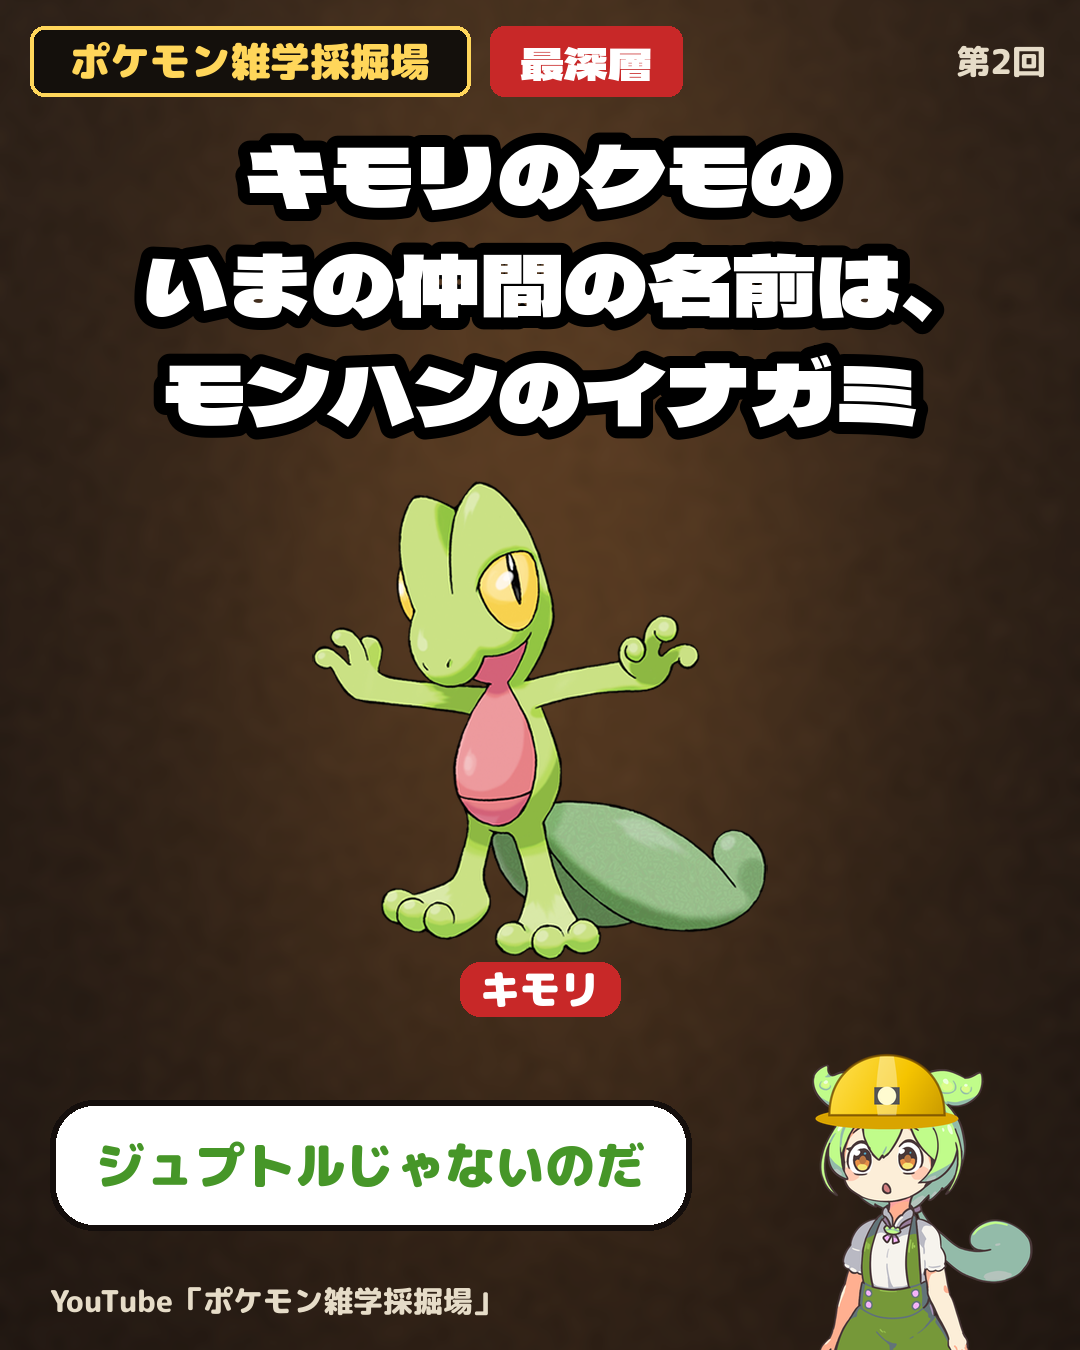 ポケモン雑学採掘場
最深層
第2回
キモリのクモの
いまの仲間の名前は、
モンハンのイナガミ
キモリ
ジュプトルじゃないのだ
YouTube「ポケモン雑学採掘場」